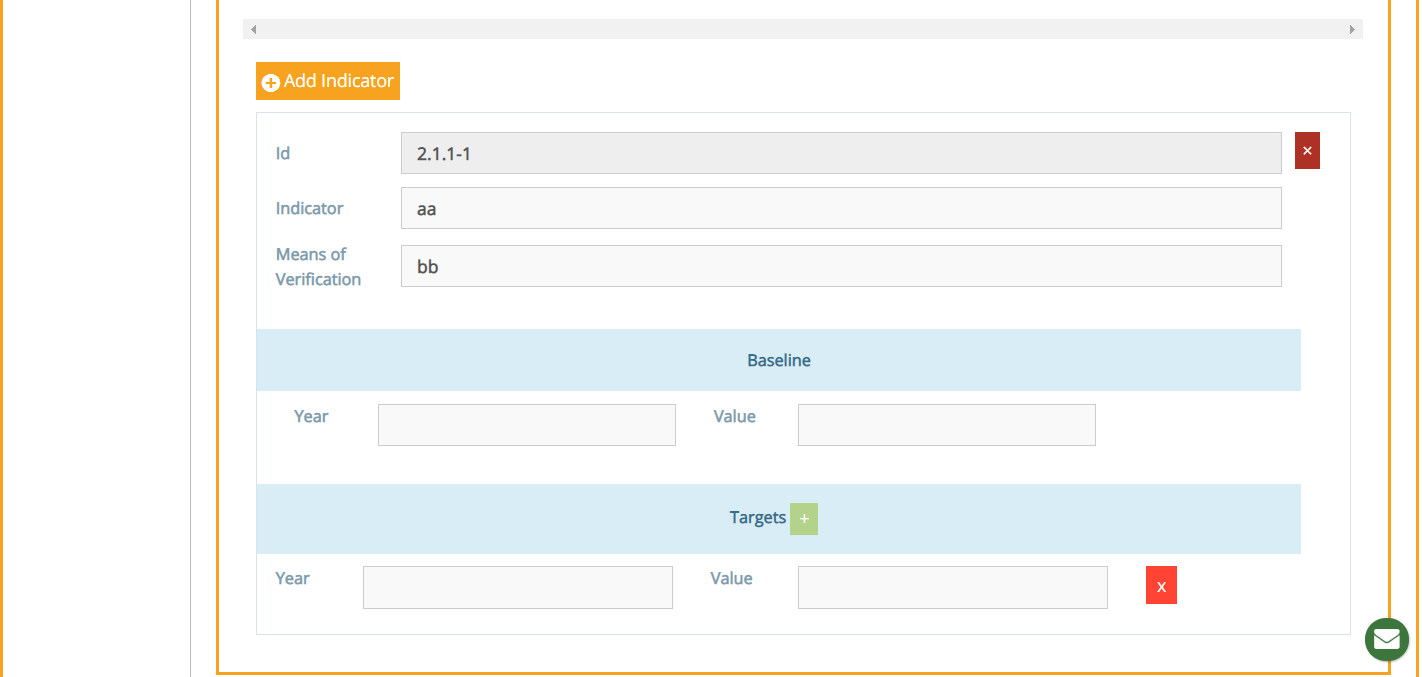 Add Indicator
Id
2.1.1-1
×
Indicator
aa
Means of
Verification
bb
Baseline
Year
Value
Targets +
Year
Value
x